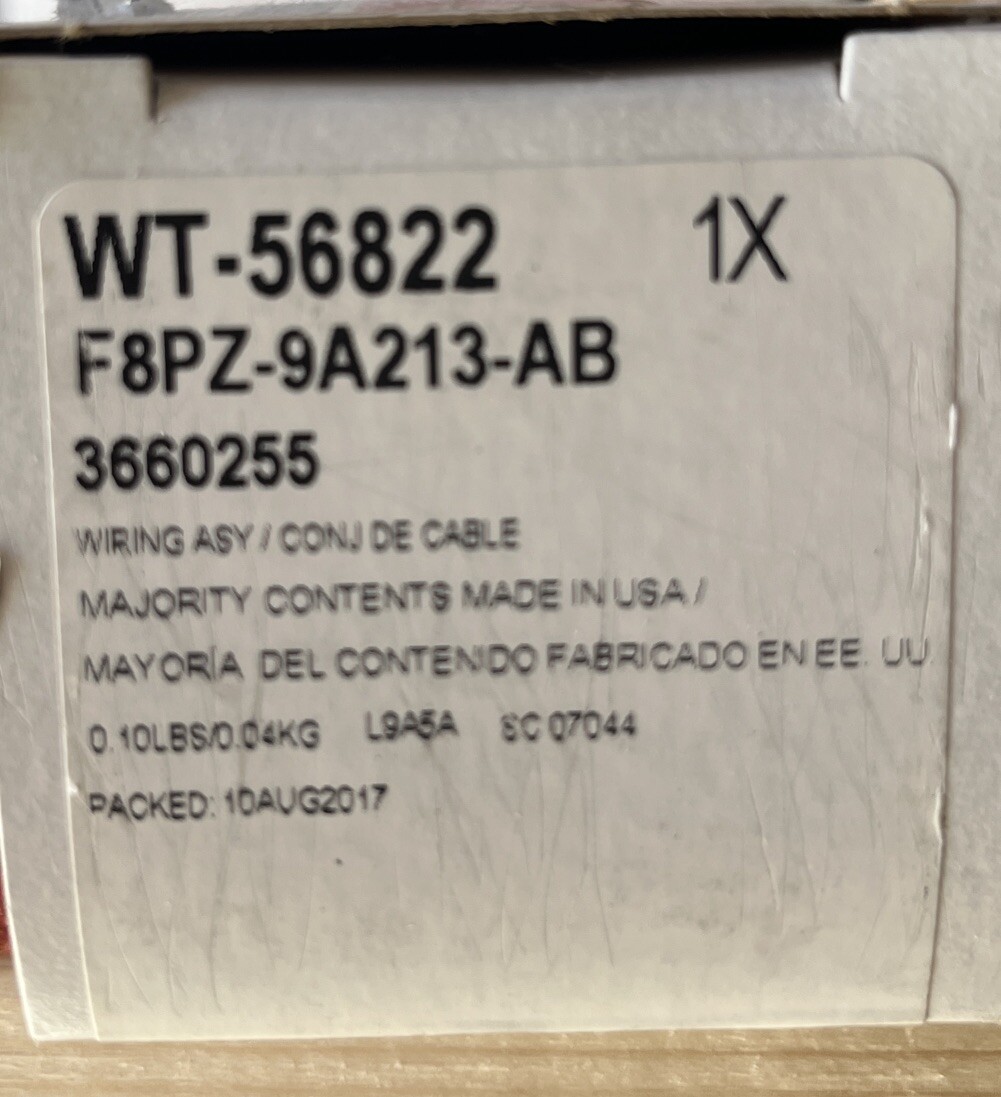 WT-56822 1X
F8PZ-9A213-AB
3660255
WIRING ASY / CONJ DE CABLE
MAJORITY CONTENTS MADE IN USA /
MAYORÍA DEL CONTENIDO FABRICADO EN EE. UU
0.10LBS/0.04KG L9A5A SC 07044
PACKED: 10AUG2017